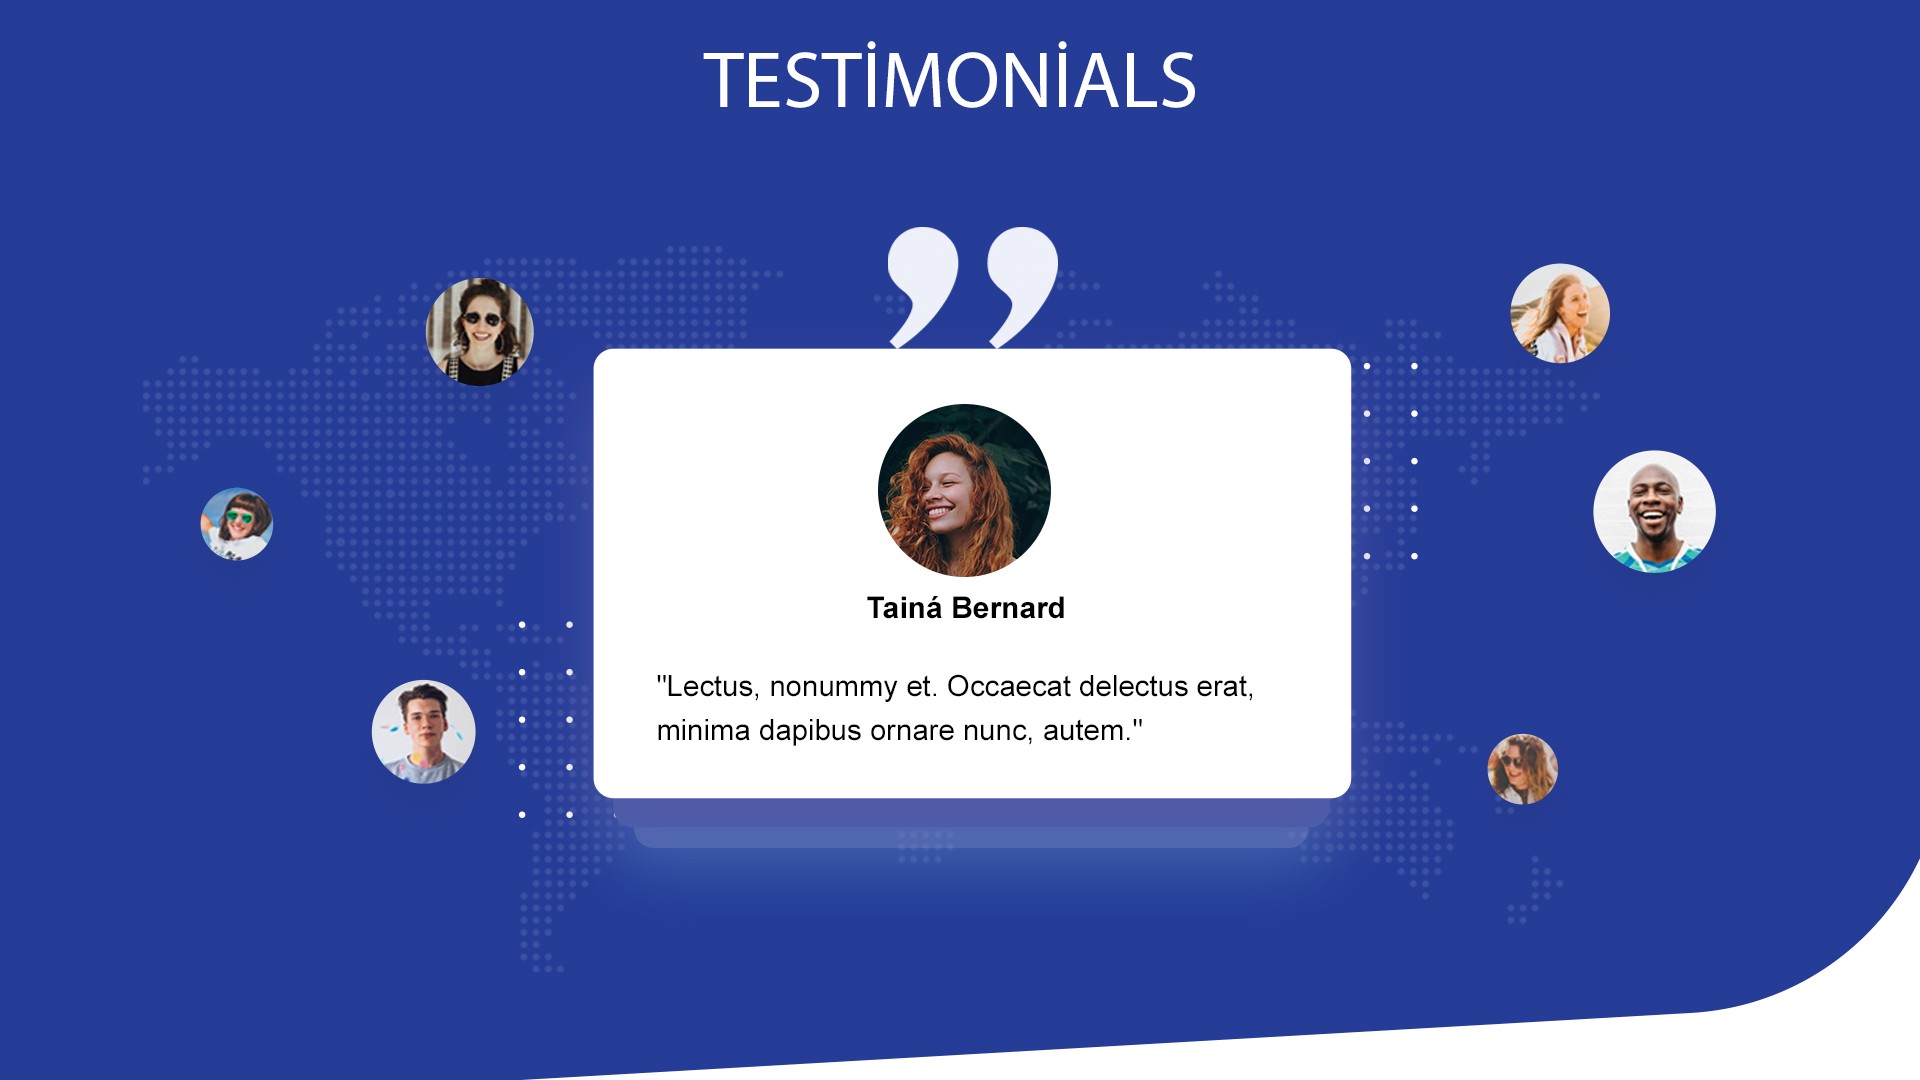 TESTİMONİALS
”
Tainá Bernard
"Lectus, nonummy et. Occaecat delectus erat,
minima dapibus ornare nunc, autem."